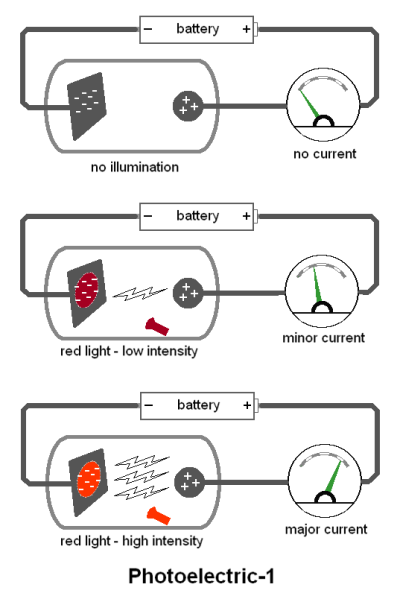 − battery +
no illumination
no current
− battery +
red light - low intensity
minor current
− battery +
red light - high intensity
major current
Photoelectric-1